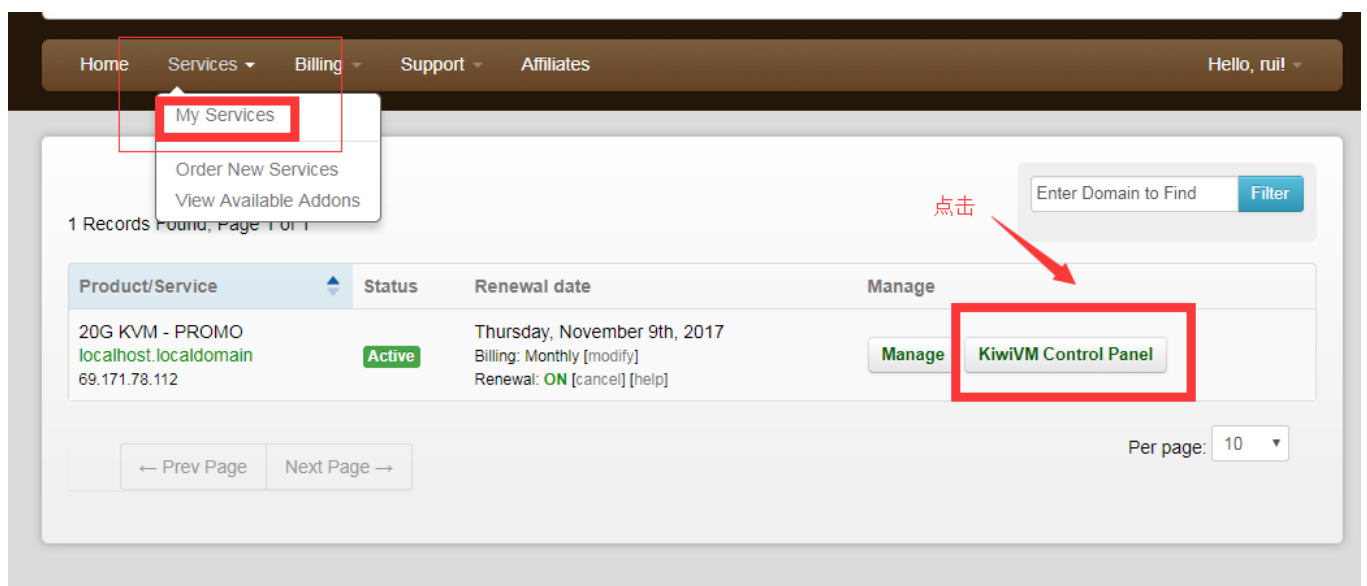 Home Services Billing Support Affiliates Hello, rui!
My Services
Order New Services
View Available Addons
点击
Enter Domain to Find Filter
1 Records Found, Page 1 of 1
Product/Service Status Renewal date Manage
20G KVM - PROMO
localhost.localdomain
69.171.78.112
Active
Thursday, November 9th, 2017
Billing: Monthly [modify]
Renewal: ON [cancel] [help]
Manage KiwiVM Control Panel
Per page: 10
← Prev Page Next Page →